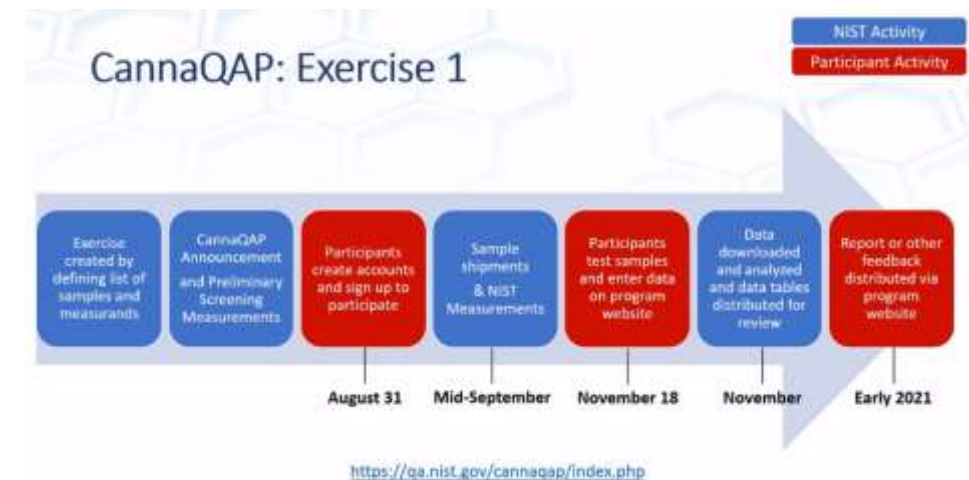 NIST Activity
Participant Activity
CannaQAP: Exercise 1
Exercise
created by
defining list of
samples and
measurands
CannaQAP
Announcement
and Preliminary
Screening
Measurements
Participants
create accounts
and sign up to
participate
Sample
shipments
& NIST
Measurements
Participants
test samples
and enter data
on program
website
Data
downloaded
and analyzed
and data tables
distributed for
review
Report or other
feedback
distributed via
program
website
August 31
Mid-September
November 18
November
Early 2021
https://qa.nist.gov/cannaqap/index.php